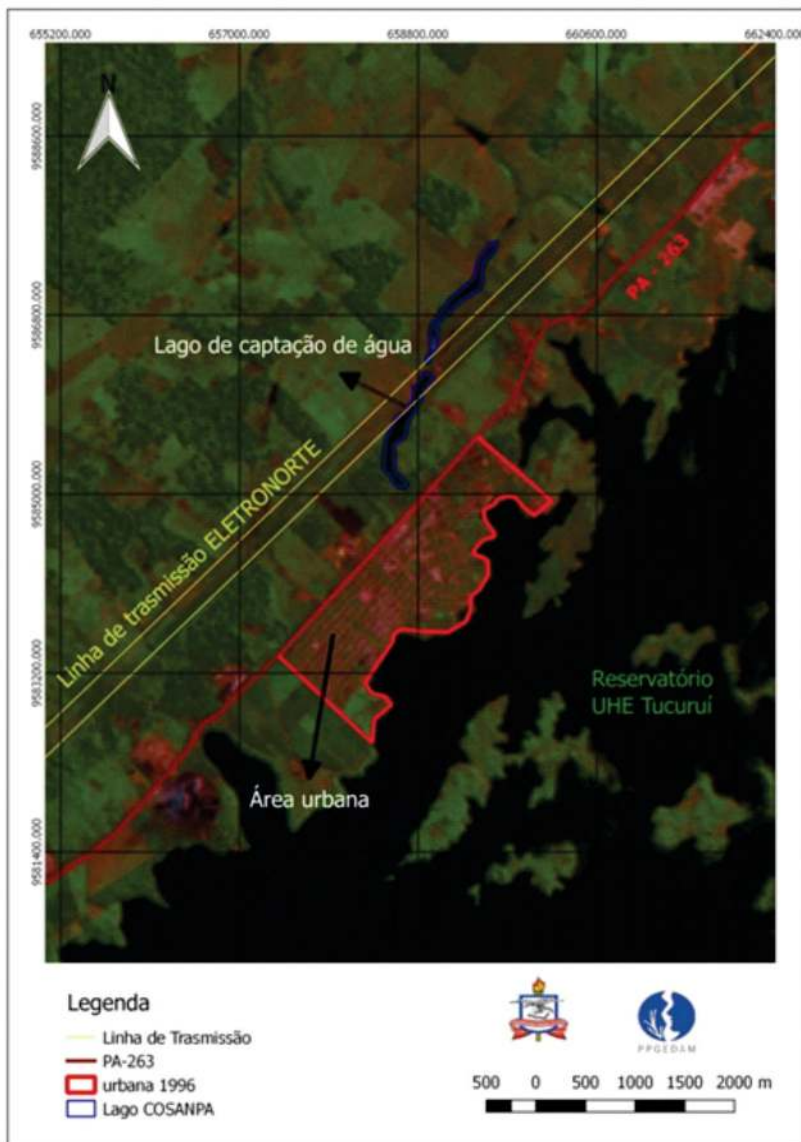 655200.000 657000.000 658800.000 660600.000 662400.000
N
9588600.000
PA - 263
9586800.000
Lago de captação de água
9585000.000
Linha de trasmissão ELETRONORTE
9583200.000
Reservatório
UHE Tucuruí
Área urbana
9581400.000
Legenda
Linha de Trasmissão
PA-263
urbana 1996
Lago COSANPA
PPGEDAM
500 0 500 1000 1500 2000 m